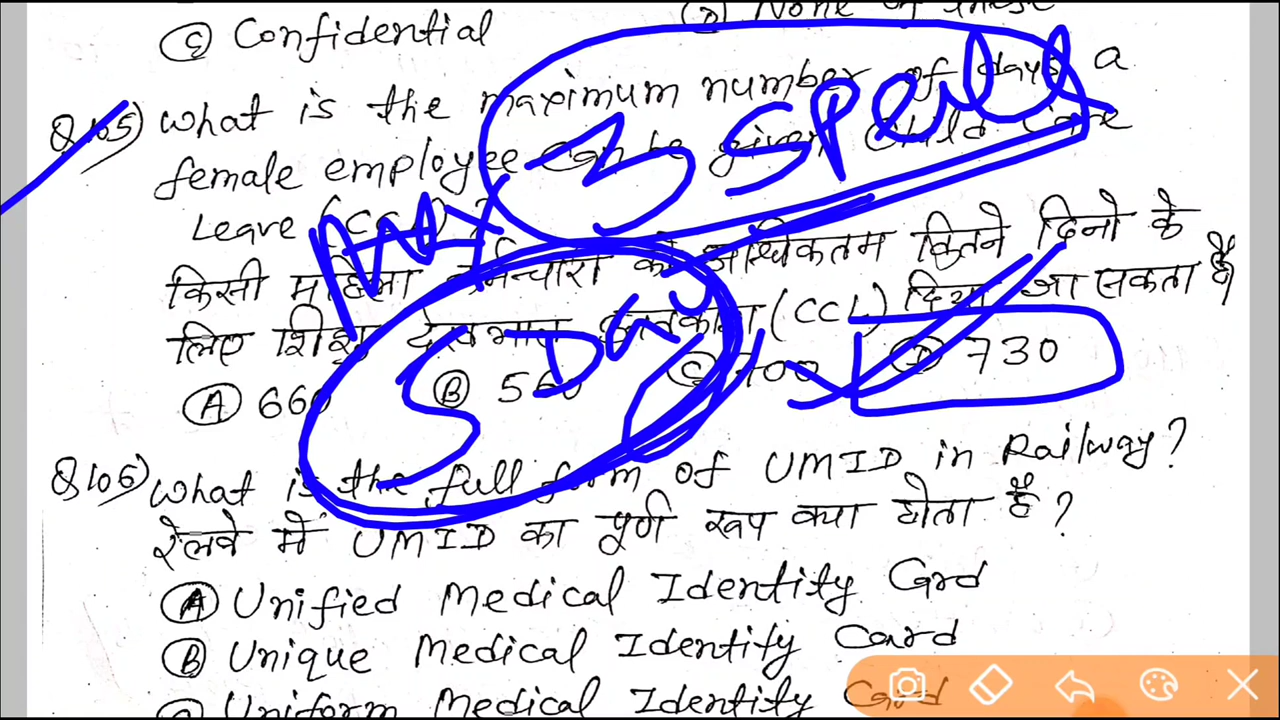 Ⓒ Confidential
Ⓓ None of these
Q105) What is the maximum number of days a
female employee can be given Child Care
Leave (CCL) ?
किसी महिला कर्मचारी को अधिकतम कितने दिनो के
लिए शिशु देखभाल अवकाश (CCL) दिया जा सकता है
Ⓐ 660 Ⓑ 560 Ⓒ 700 Ⓓ 730
3 SPell
5 DAY
Q106) What is the full form of UMID in Railway?
रेलवे में UMID का पूर्ण रूप क्या होता है?
Ⓐ Unified Medical Identity Card
Ⓑ Unique Medical Identity Card
Ⓒ Uniform Medical Identity Card